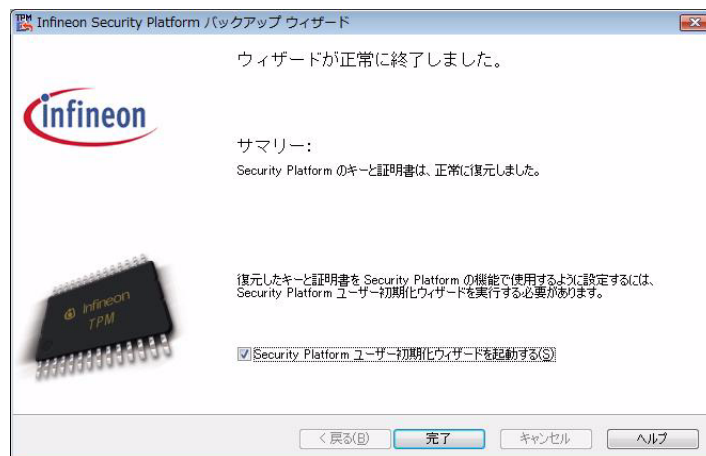 TPM
Infineon Security Platform バックアップ ウィザード
ウィザードが正常に終了しました。
infineon
サマリー:
Security Platform のキーと証明書は、正常に復元しました。
復元したキーと証明書を Security Platform の機能で使用するように設定するには、
Security Platform ユーザー初期化ウィザードを実行する必要があります。
infineon
TPM
Security Platform ユーザー初期化ウィザードを起動する(S)
< 戻る(B)
完了
キャンセル
ヘルプ